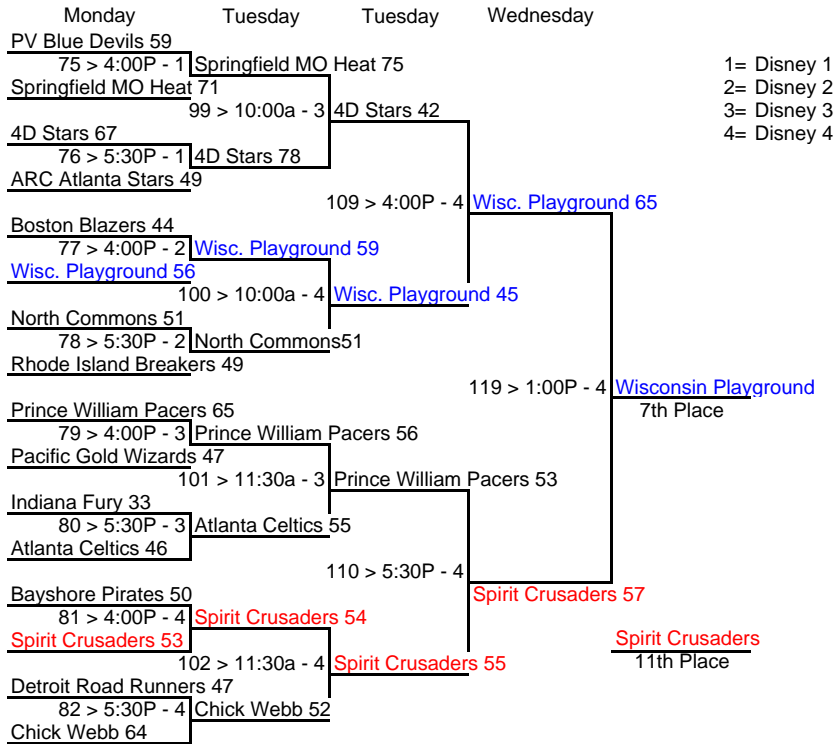 Monday Tuesday Tuesday Wednesday
PV Blue Devils 59
75 > 4:00P - 1 Springfield MO Heat 75 1= Disney 1
Springfield MO Heat 71 2= Disney 2
99 > 10:00a - 3 4D Stars 42 3= Disney 3
4D Stars 67 4= Disney 4
76 > 5:30P - 1 4D Stars 78
ARC Atlanta Stars 49
109 > 4:00P - 4 Wisc. Playground 65
Boston Blazers 44
77 > 4:00P - 2 Wisc. Playground 59
Wisc. Playground 56
100 > 10:00a - 4 Wisc. Playground 45
North Commons 51
78 > 5:30P - 2 North Commons51
Rhode Island Breakers 49
119 > 1:00P - 4 Wisconsin Playground
Prince William Pacers 65 7th Place
79 > 4:00P - 3 Prince William Pacers 56
Pacific Gold Wizards 47
101 > 11:30a - 3 Prince William Pacers 53
Indiana Fury 33
80 > 5:30P - 3 Atlanta Celtics 55
Atlanta Celtics 46
110 > 5:30P - 4
Bayshore Pirates 50 Spirit Crusaders 57
81 > 4:00P - 4 Spirit Crusaders 54
Spirit Crusaders 53 Spirit Crusaders
102 > 11:30a - 4 Spirit Crusaders 55 11th Place
Detroit Road Runners 47
82 > 5:30P - 4 Chick Webb 52
Chick Webb 64